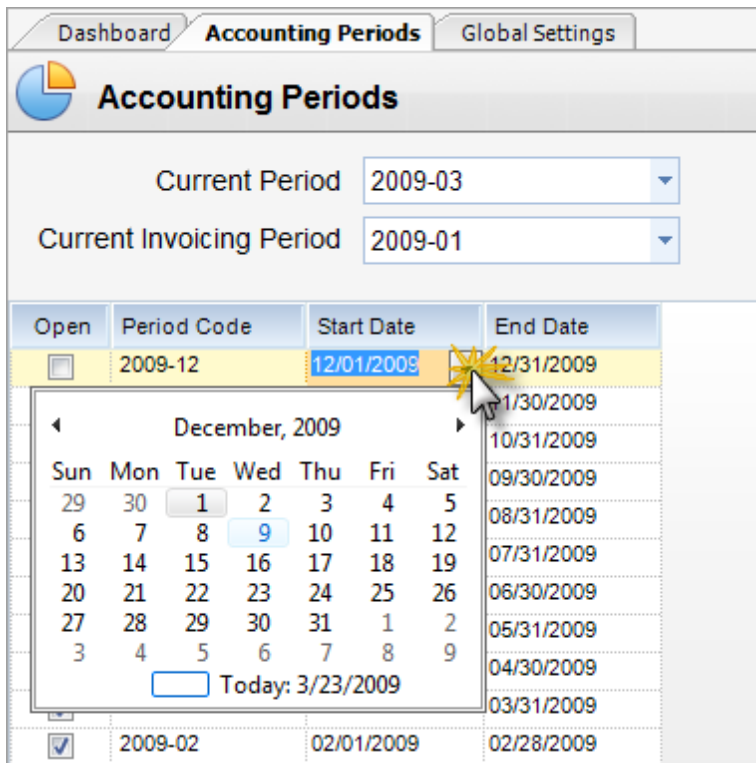 Dashboard Accounting Periods Global Settings
Accounting Periods
Current Period 2009-03
Current Invoicing Period 2009-01
Open Period Code Start Date End Date
2009-12 12/01/2009 12/31/2009
1/30/2009
December, 2009
10/31/2009
Sun Mon Tue Wed Thu Fri Sat
09/30/2009
29 30 1 2 3 4 5
08/31/2009
6 7 8 9 10 11 12
13 14 15 16 17 18 19
07/31/2009
20 21 22 23 24 25 26
06/30/2009
27 28 29 30 31 1 2
05/31/2009
3 4 5 6 7 8 9
04/30/2009
Today: 3/23/2009
03/31/2009
2009-02 02/01/2009 02/28/2009